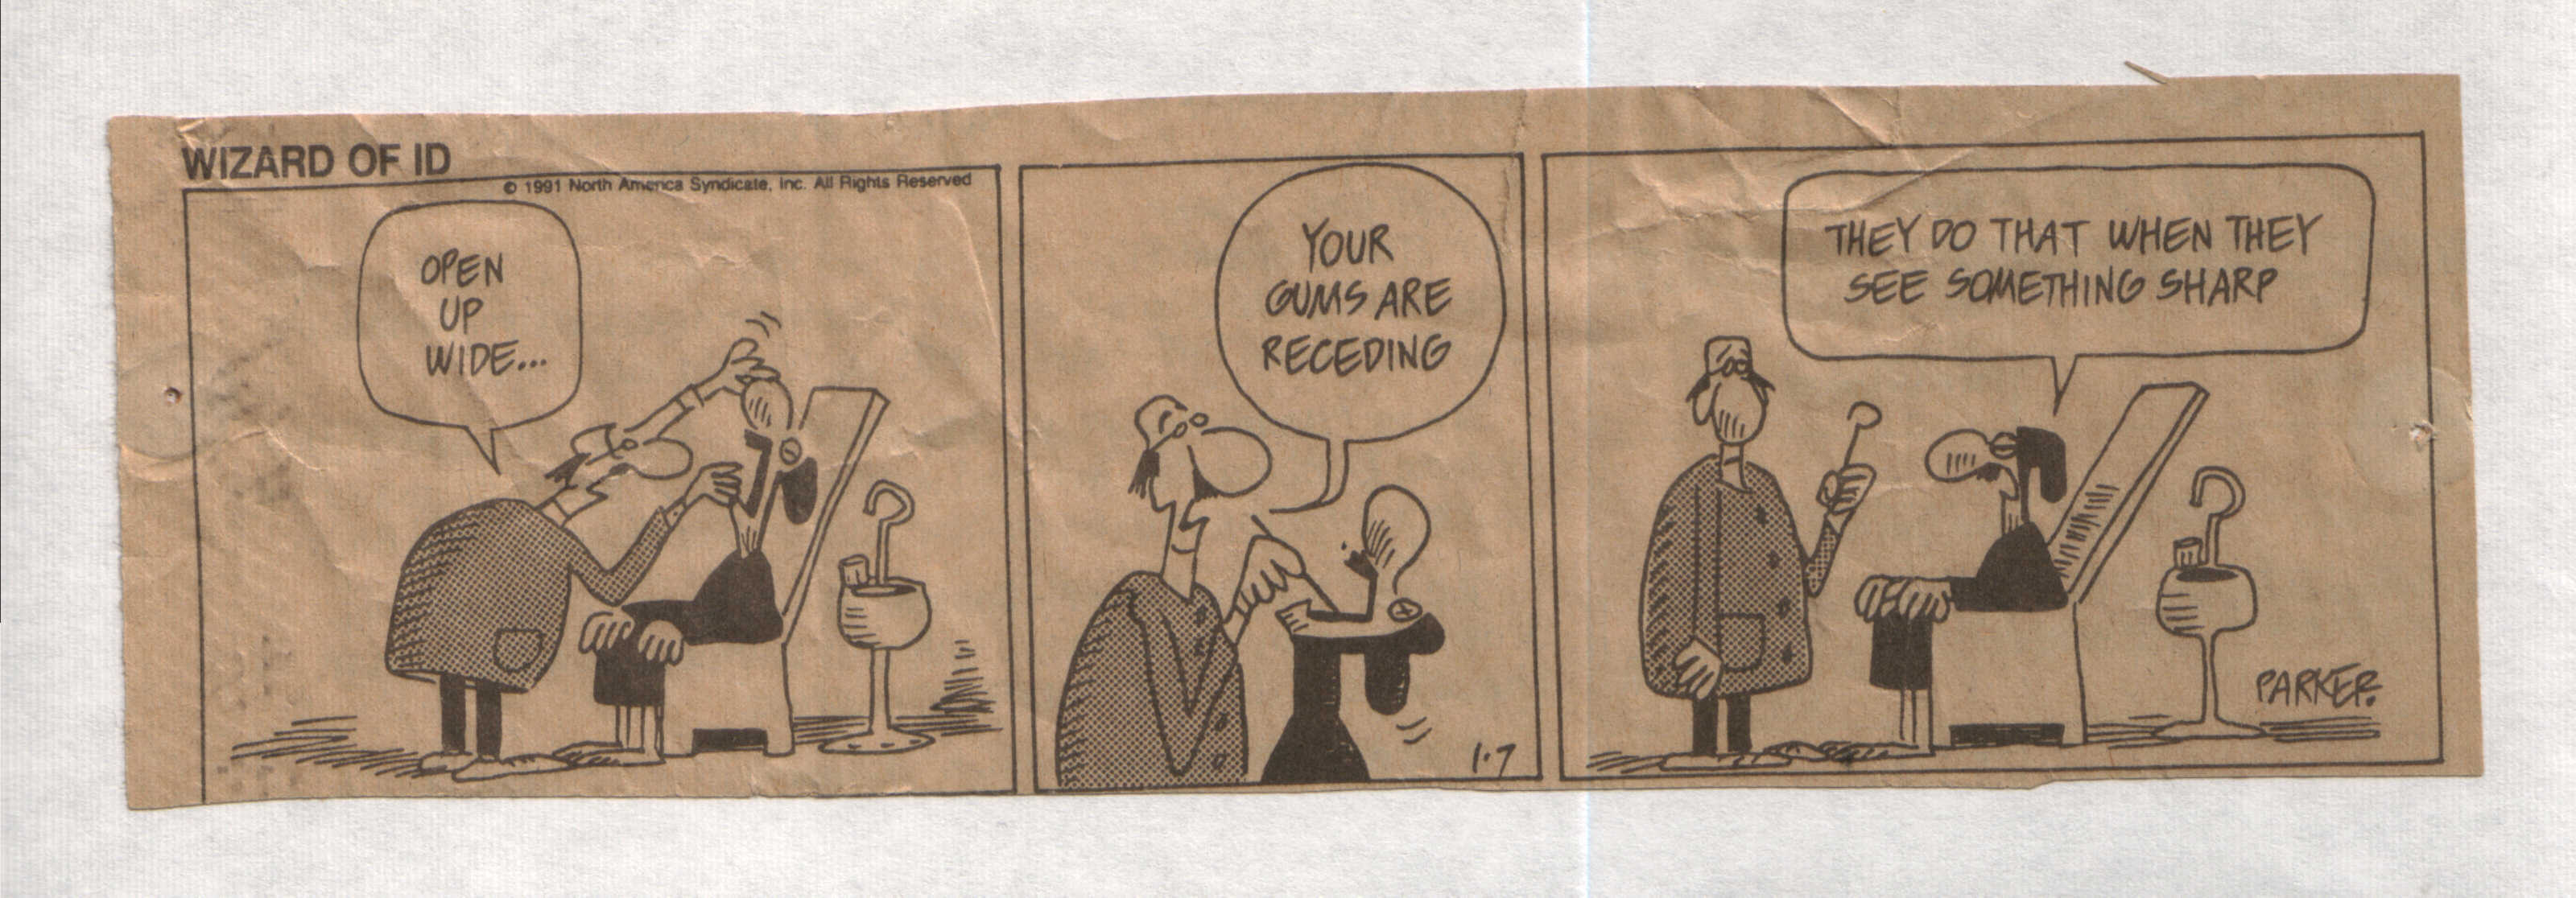 WIZARD OF ID
© 1991 North America Syndicate, Inc. All Rights Reserved
OPEN
UP
WIDE...
YOUR
GUMS ARE
RECEDING
1.7
THEY DO THAT WHEN THEY
SEE SOMETHING SHARP
PARKER.